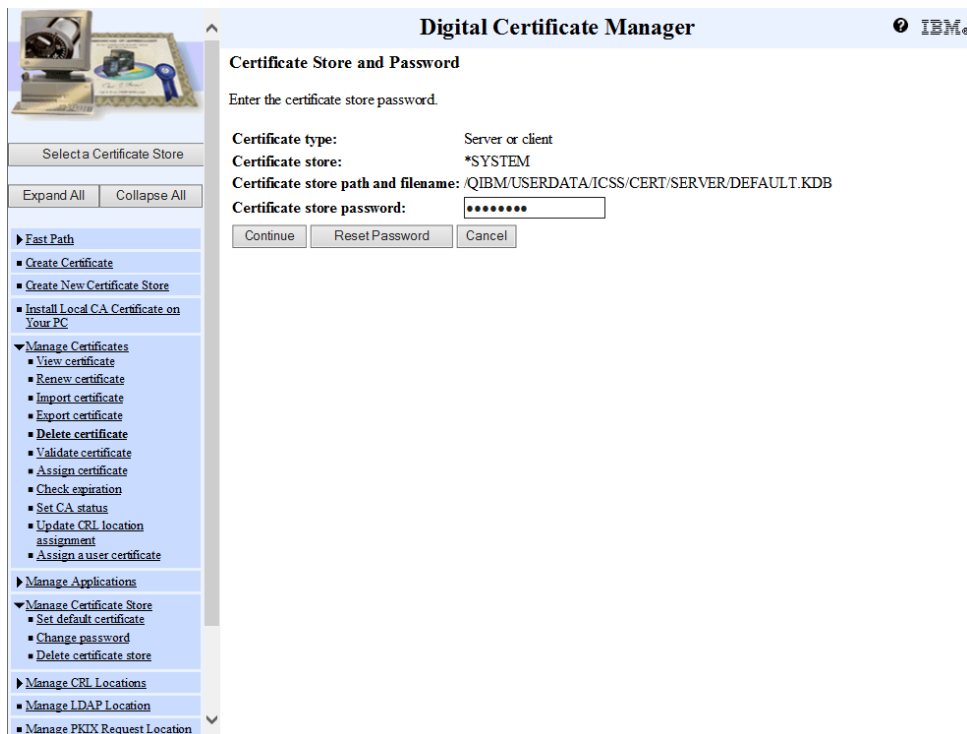 Digital Certificate Manager
IBM
Select a Certificate Store
Expand All
Collapse All
Fast Path
Create Certificate
Create New Certificate Store
Install Local CA Certificate on
Your PC
Manage Certificates
View certificate
Renew certificate
Import certificate
Export certificate
Delete certificate
Validate certificate
Assign certificate
Check expiration
Set CA status
Update CRL location
assignment
Assign a user certificate
Manage Applications
Manage Certificate Store
Set default certificate
Change password
Delete certificate store
Manage CRL Locations
Manage LDAP Location
Manage PKIX Request Location
Certificate Store and Password
Enter the certificate store password.
Certificate type: Server or client
Certificate store: *SYSTEM
Certificate store path and filename: /QIBM/USERDATA/ICSS/CERT/SERVER/DEFAULT.KDB
Certificate store password: ●●●●●●●●
Continue
Reset Password
Cancel